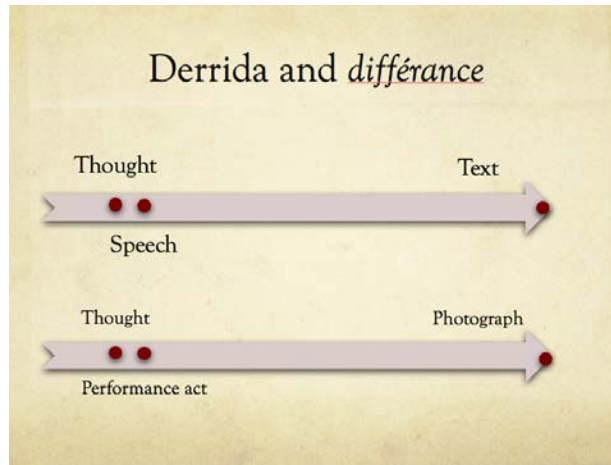 Derrida and différance
Thought
Text
Speech
Thought
Photograph
Performance act